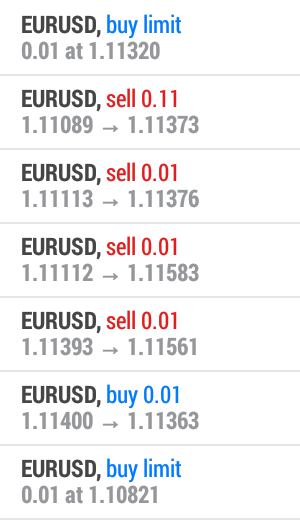 EURUSD, buy limit
0.01 at 1.11320
EURUSD, sell 0.11
1.11089 → 1.11373
EURUSD, sell 0.01
1.11113 → 1.11376
EURUSD, sell 0.01
1.11112 → 1.11583
EURUSD, sell 0.01
1.11393 → 1.11561
EURUSD, buy 0.01
1.11400 → 1.11363
EURUSD, buy limit
0.01 at 1.10821